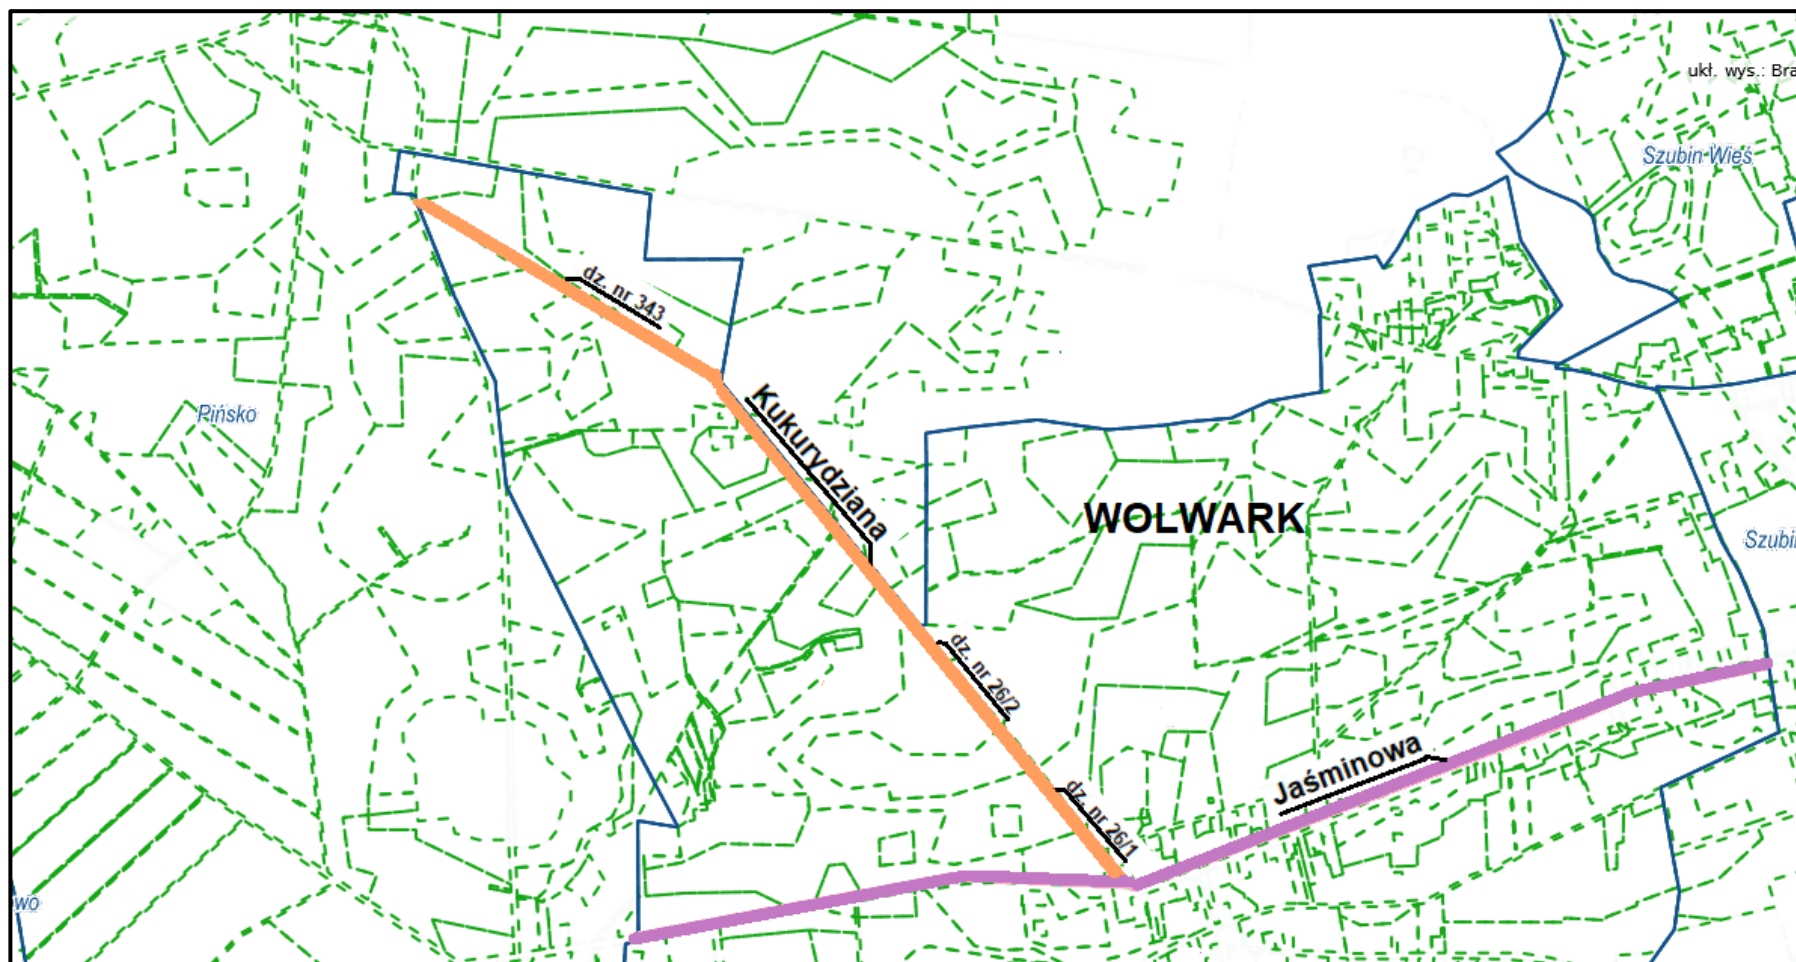 ukł. wys.: Bra
Szubin Wieś
dz. nr 343
Kukurydziana
Pińsko
WOLWARK
Szubi
dz. nr 26/2
Jaśminowa
dz. nr 26/1
wo